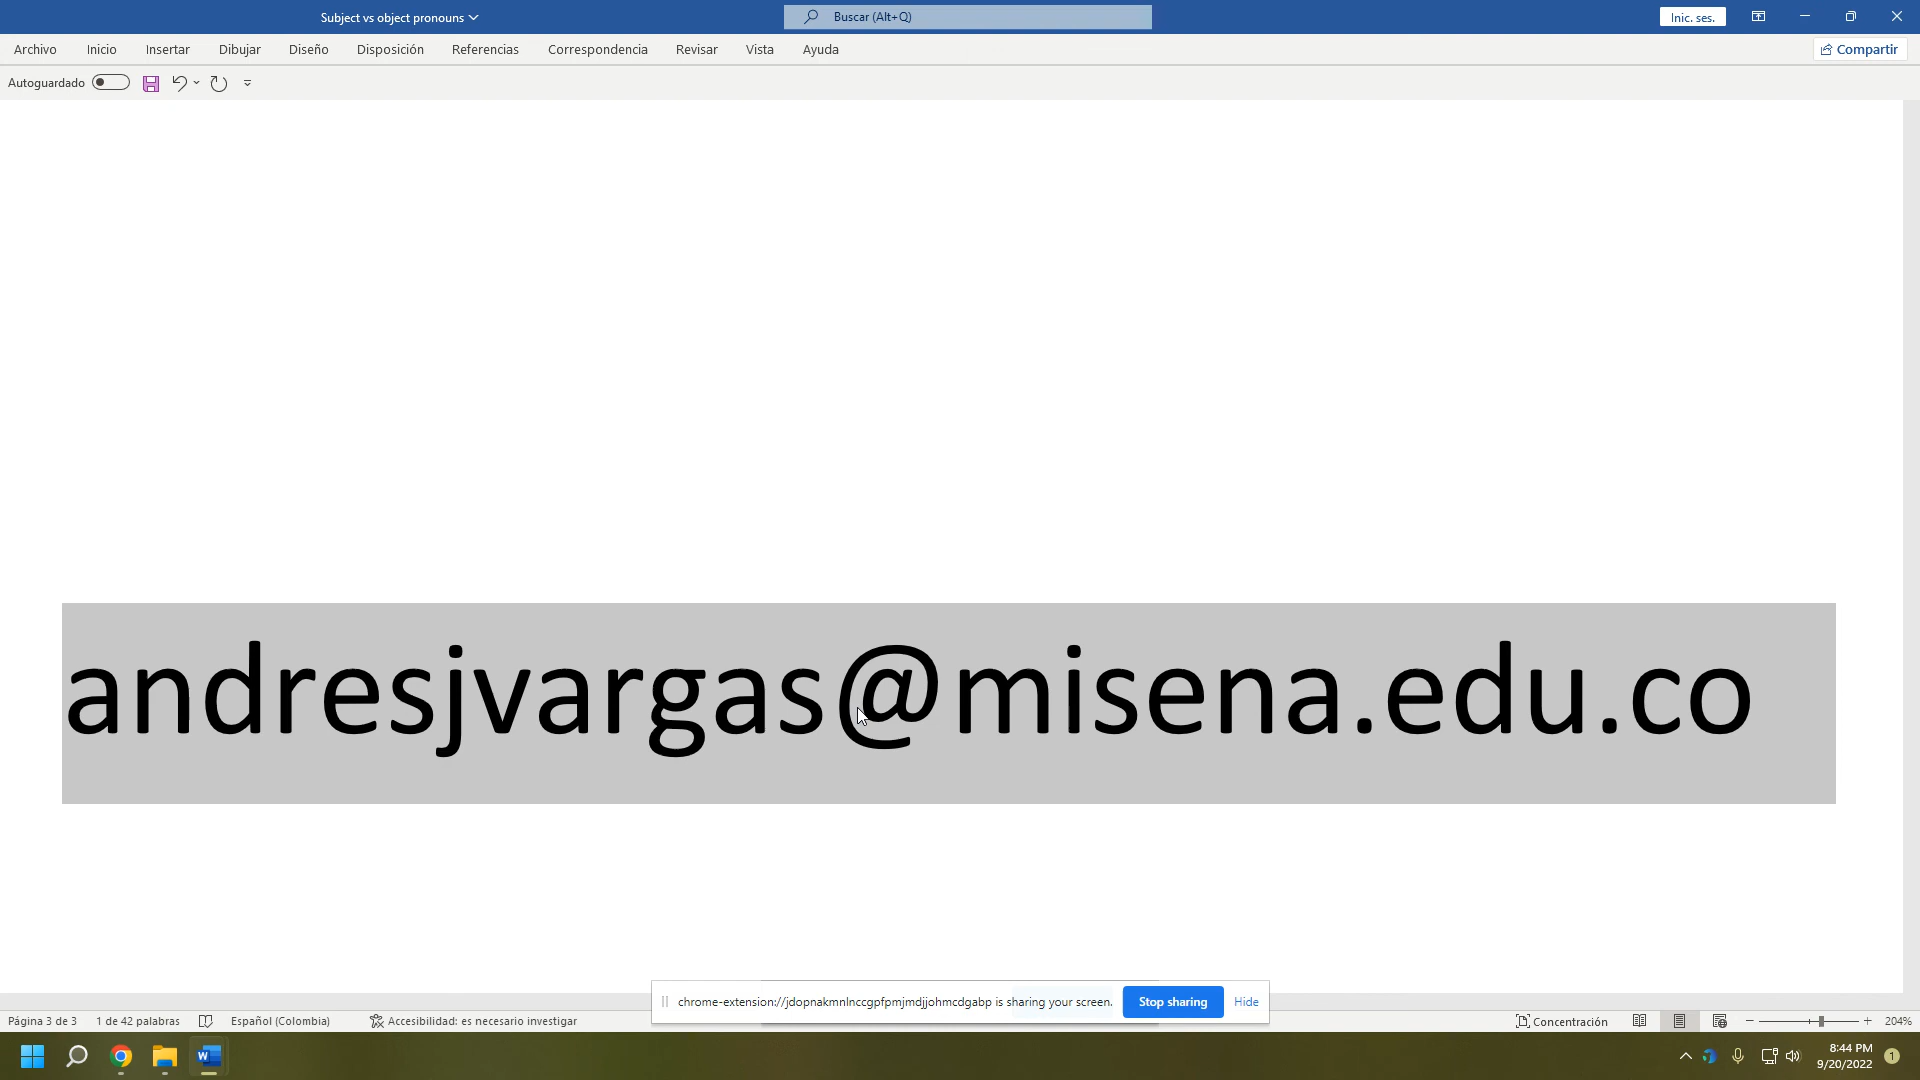 Subject vs object pronouns
Buscar (Alt+Q)
Inic. ses.
Archivo Inicio Insertar Dibujar Diseño Disposición Referencias Correspondencia Revisar Vista Ayuda
Compartir
Autoguardado
andresjvargas@misena.edu.co
chrome-extension://jdopnakmnlnccgpfpmjmdjjohmcdgabp is sharing your screen. Stop sharing Hide
Página 3 de 3 1 de 42 palabras Español (Colombia) Accesibilidad: es necesario investigar
Concentración
204%
W
8:44 PM
9/20/2022
1